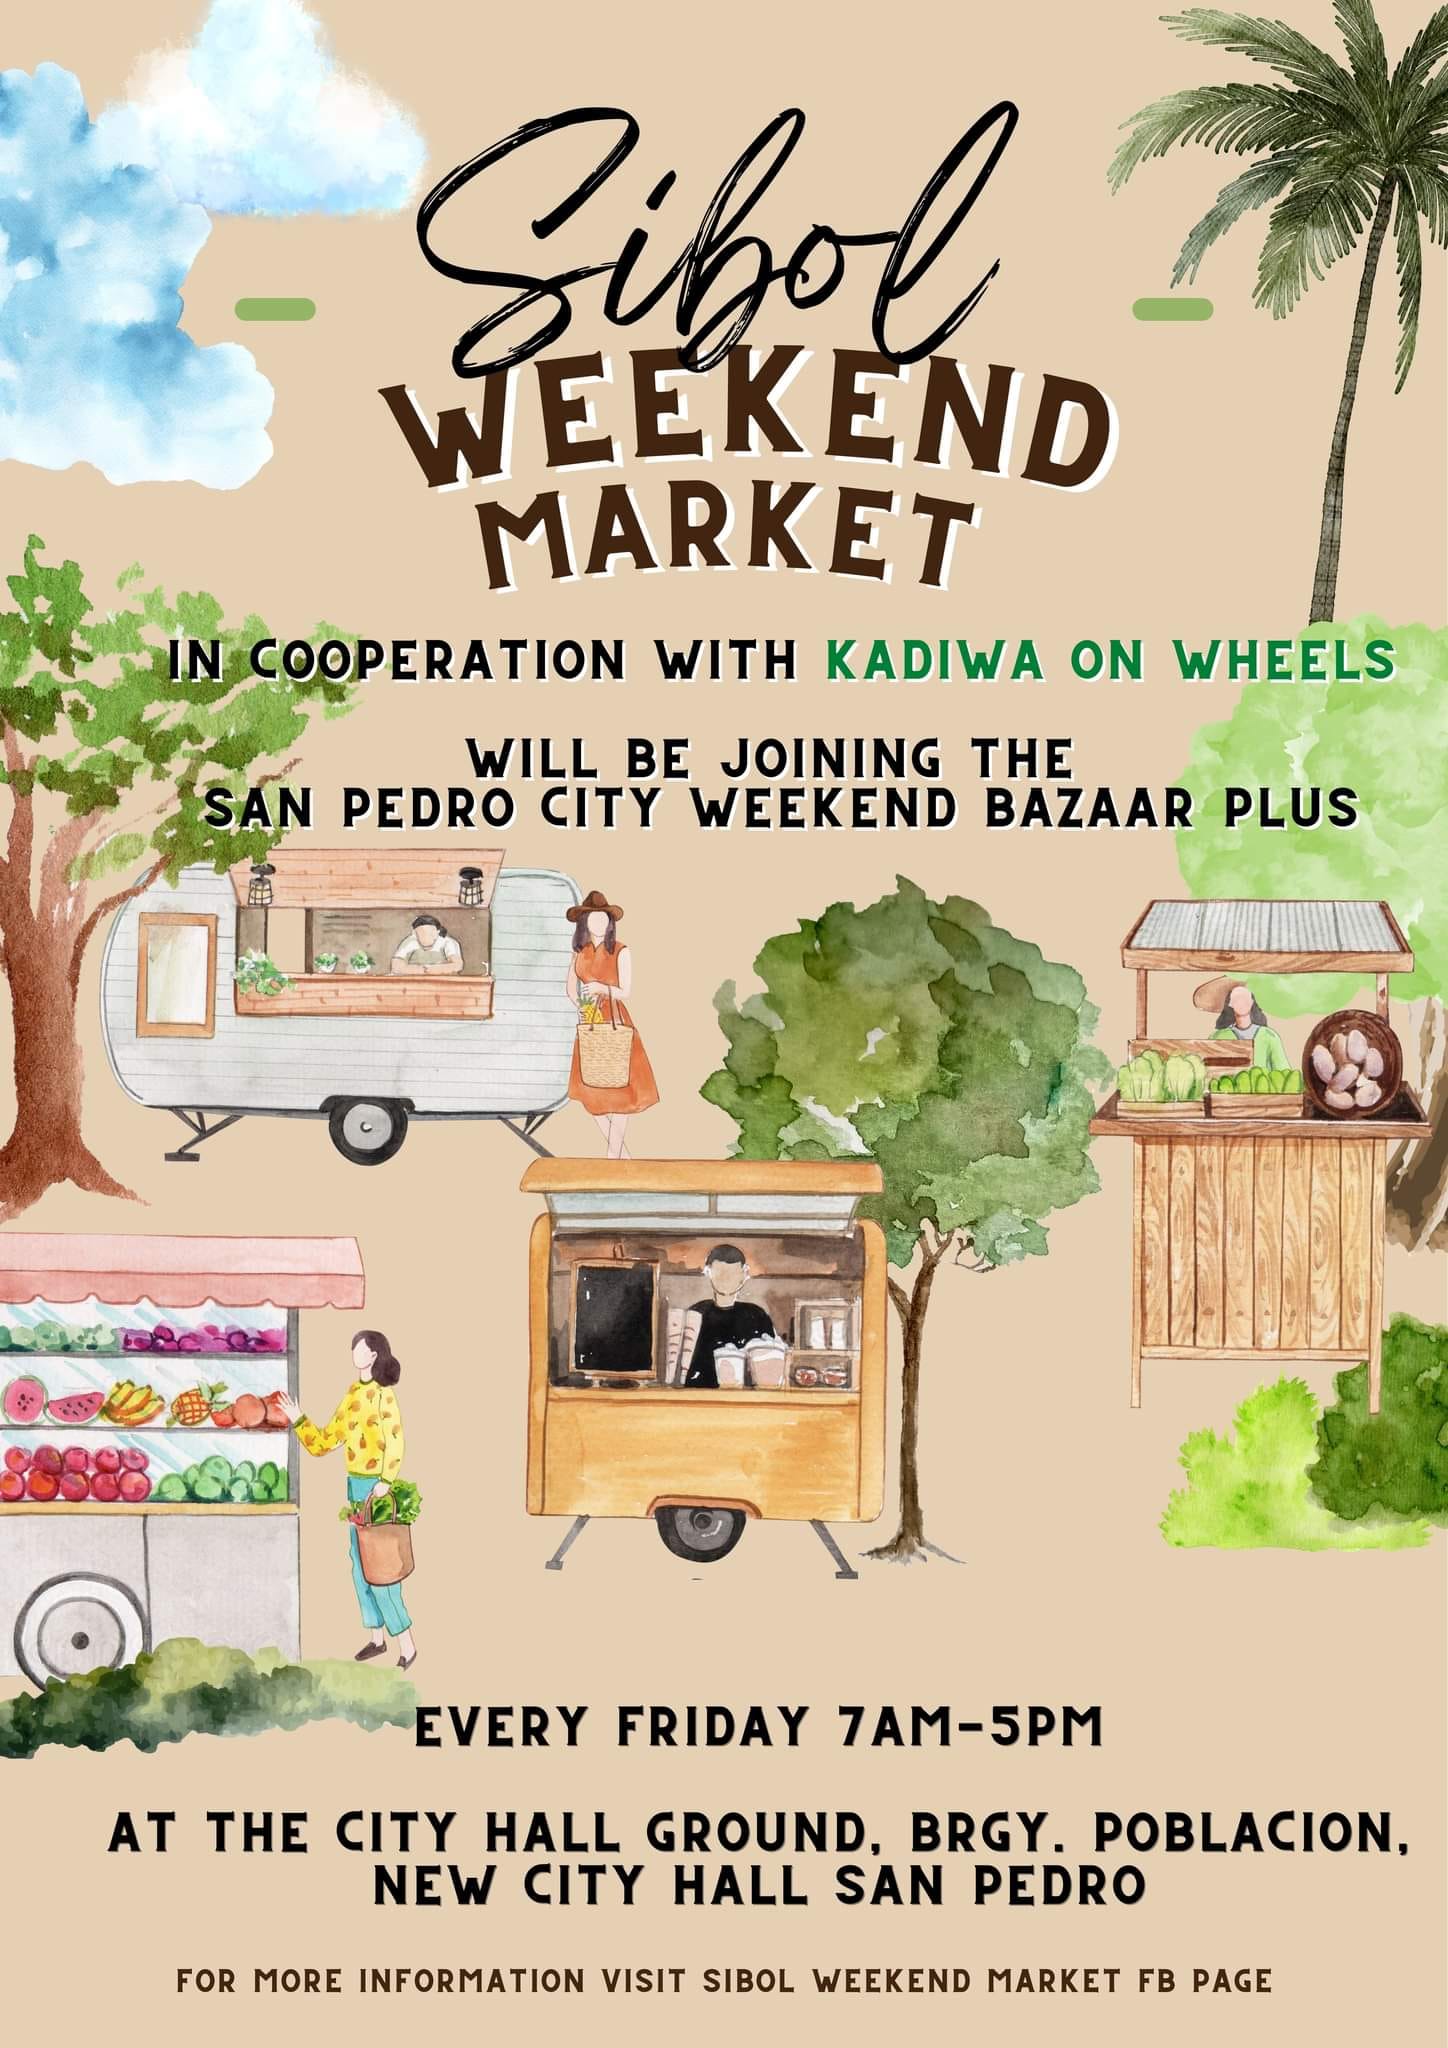 Sibol
WEEKEND
MARKET
IN COOPERATION WITH KADIWA ON WHEELS
WILL BE JOINING THE
SAN PEDRO CITY WEEKEND BAZAAR PLUS
EVERY FRIDAY 7AM-5PM
AT THE CITY HALL GROUND, BRGY. POBLACION,
NEW CITY HALL SAN PEDRO
FOR MORE INFORMATION VISIT SIBOL WEEKEND MARKET FB PAGE